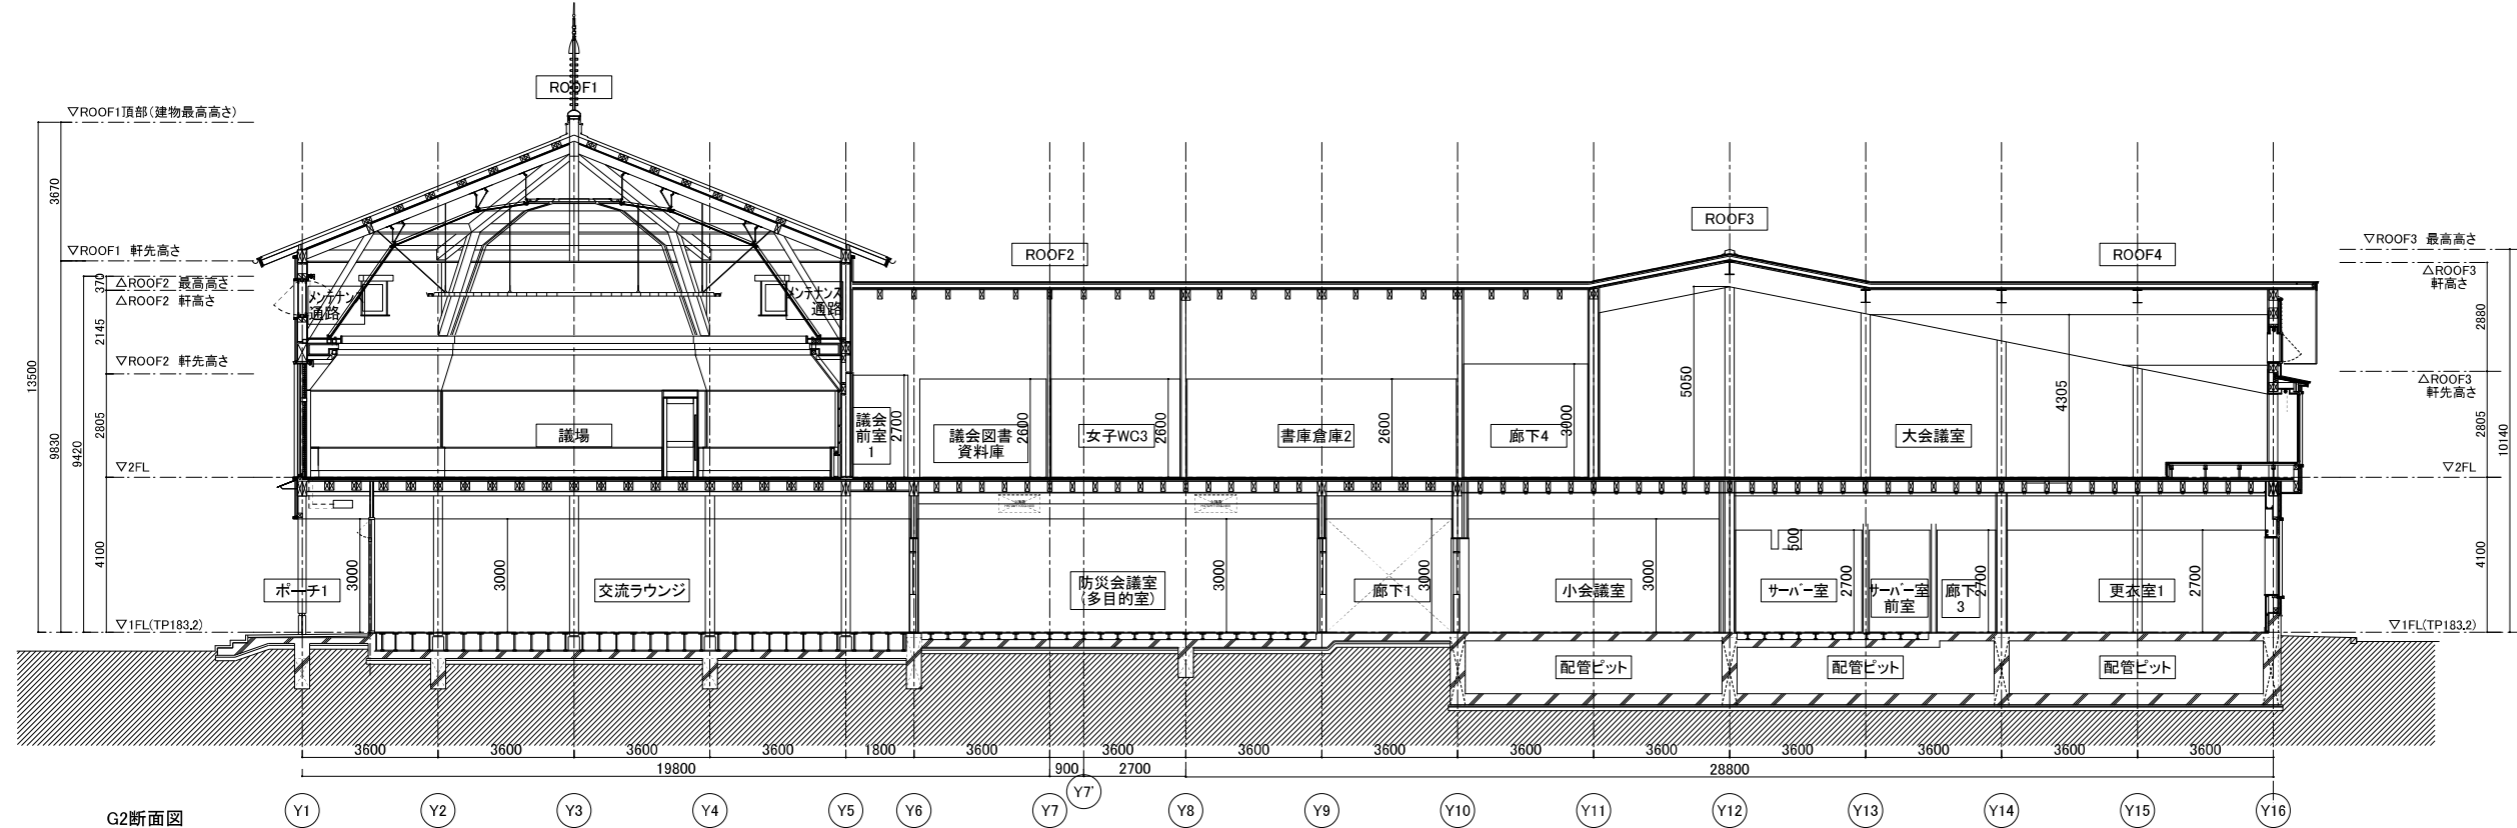 ROOF1
▽ROOF1頂部(建物最高高さ)
3670
▽ROOF1 軒先高さ
370
△ROOF2 最高高さ
△ROOF2 軒高さ
2145
▽ROOF2 軒先高さ
13500
9830
9420
2805
▽2FL
4100
▽1FL(TP183.2)
メンテナンス
通路
メンテナンス
通路
ROOF2
ROOF3
ROOF4
▽ROOF3 最高高さ
△ROOF3
軒高さ
2880
△ROOF3
軒先高さ
2805
10140
▽2FL
4100
▽1FL(TP183.2)
議場
議会
前室
1
2700
議会図書
資料庫
2600
女子WC3
2600
書庫倉庫2
2600
廊下4
3000
5050
大会議室
4305
ポーチ1
3000
3000
交流ラウンジ
防災会議室
(多目的室)
3000
廊下1
3000
小会議室
3000
500
サーバー室
2700
サーバー室
前室
廊下
3
2700
更衣室1
2700
配管ピット
配管ピット
配管ピット
3600 3600 3600 3600 1800 3600 3600 3600 3600 3600 3600 3600 3600 3600 3600
19800 900 2700 28800
Y1 Y2 Y3 Y4 Y5 Y6 Y7 Y7' Y8 Y9 Y10 Y11 Y12 Y13 Y14 Y15 Y16
G2断面図